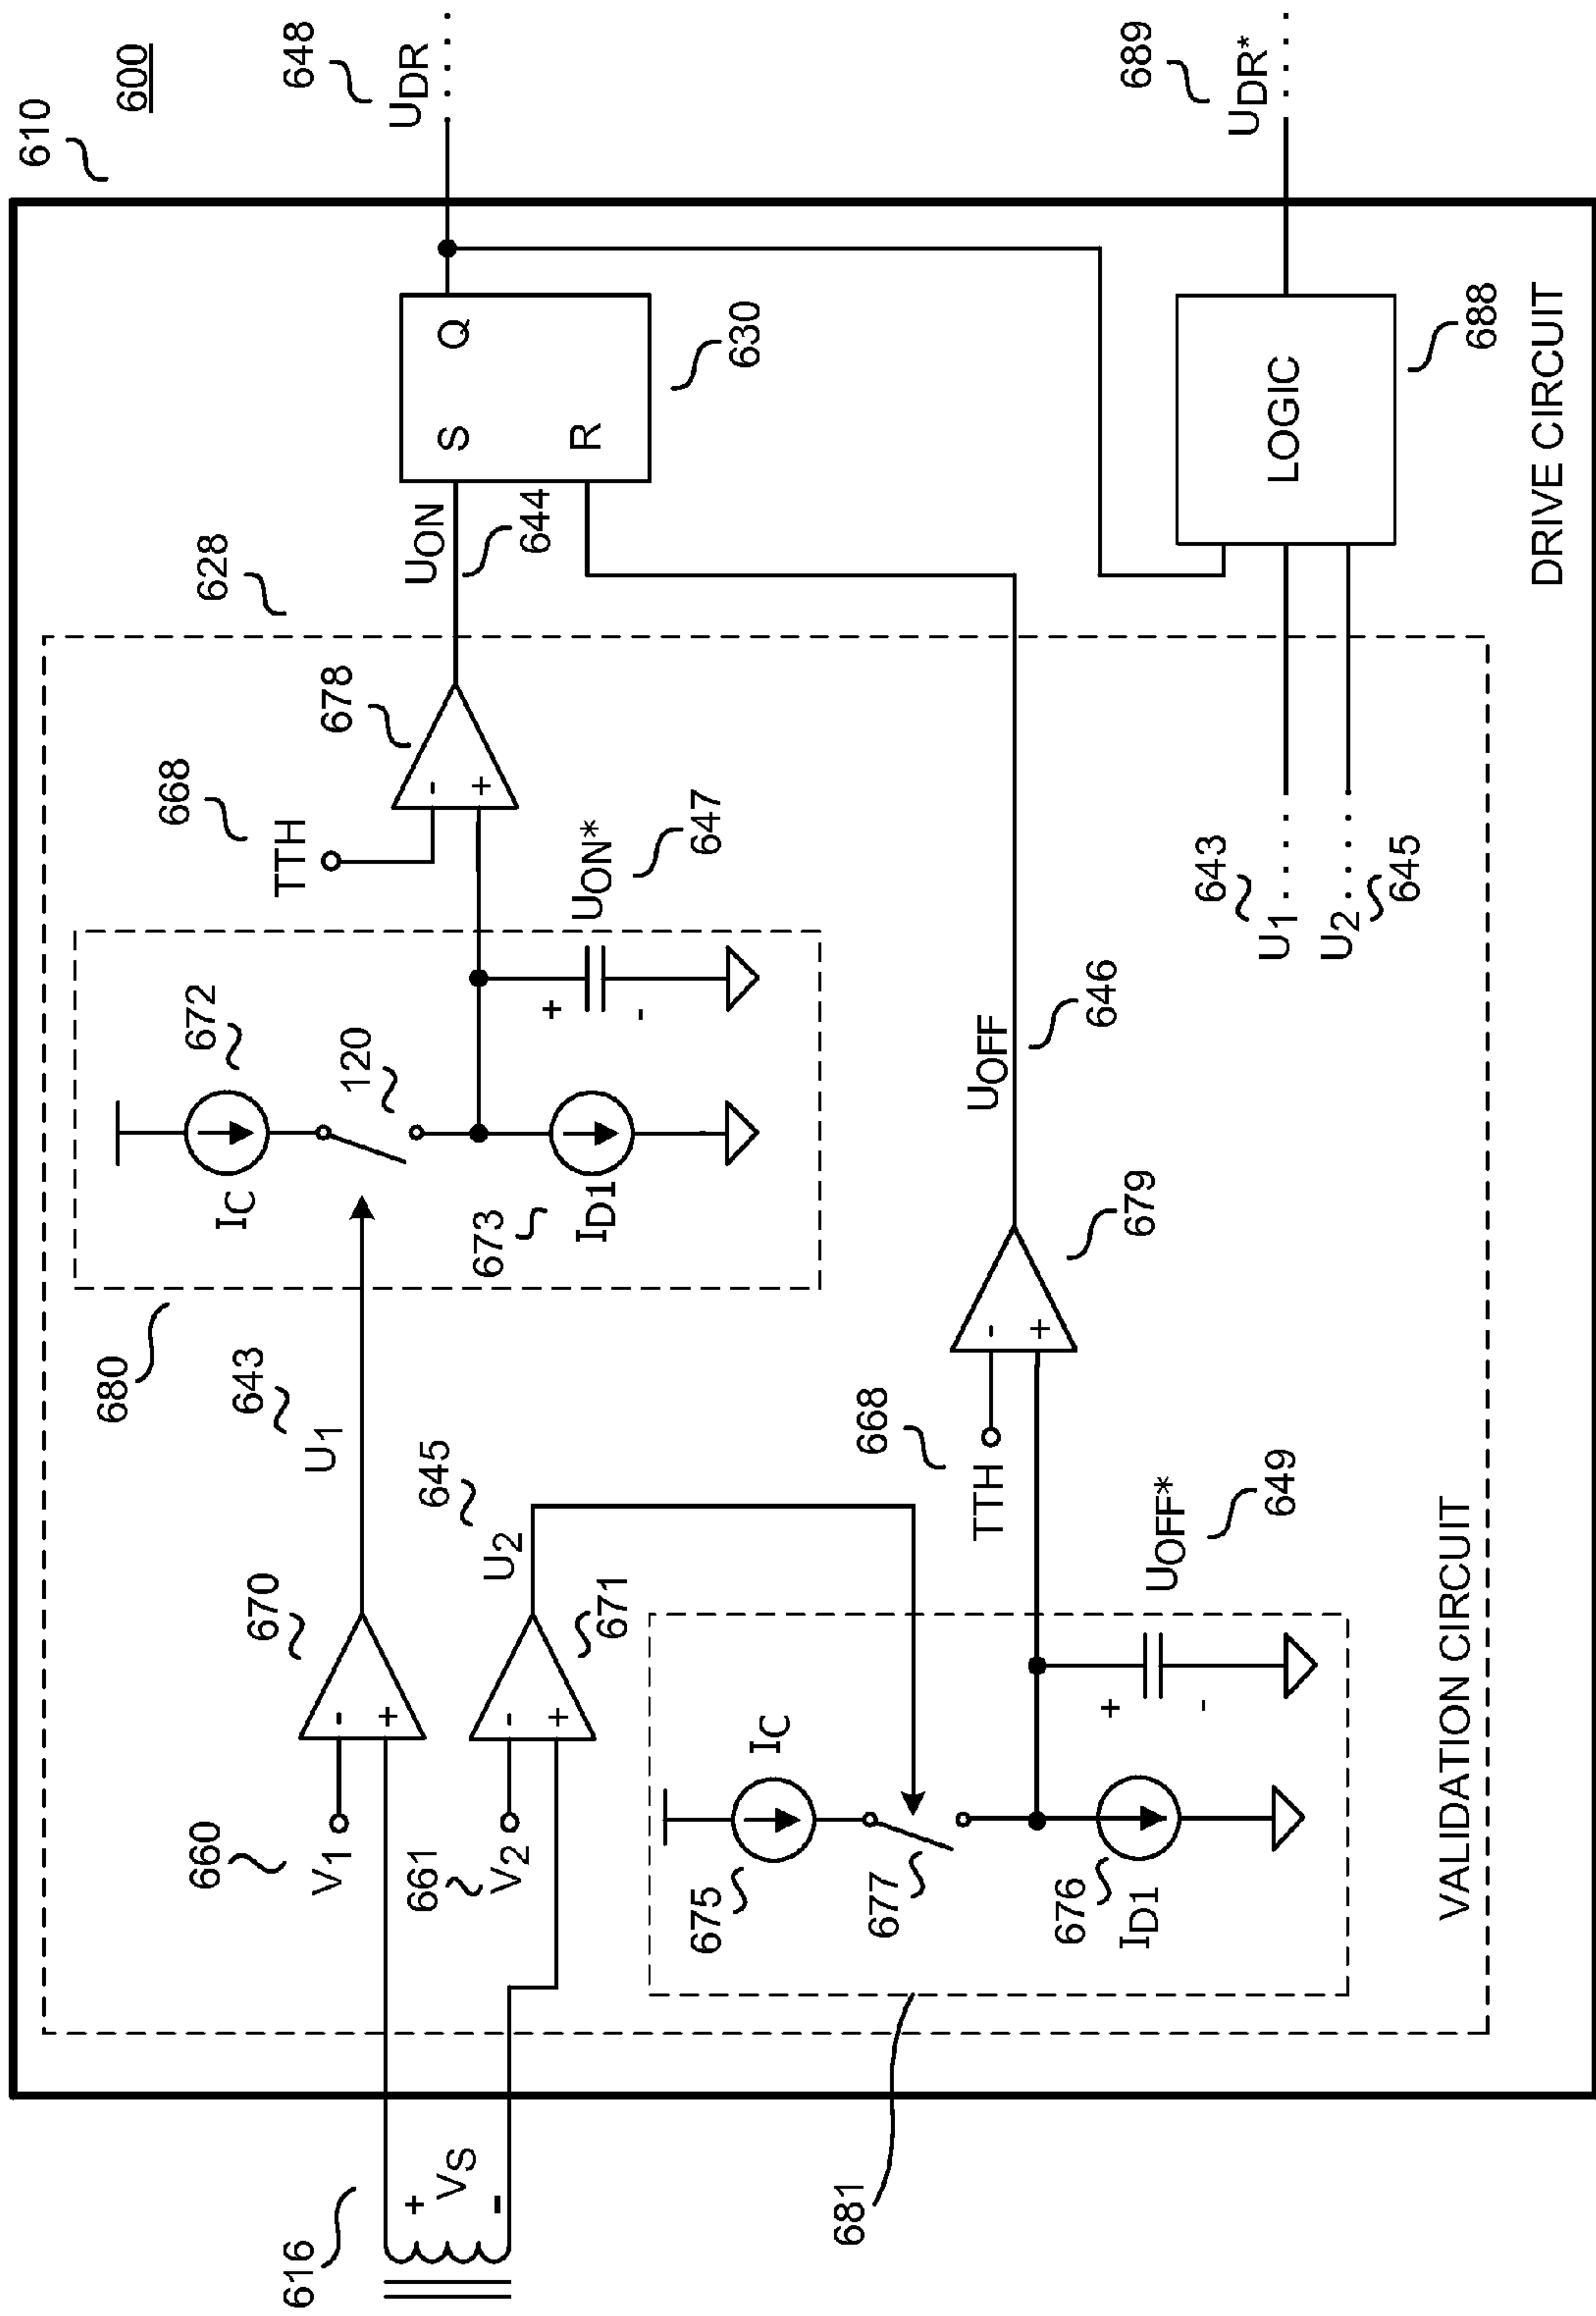 610
600
648
UDR
689
UDR*
S
Q
R
630
LOGIC
688
DRIVE CIRCUIT
628
UON
644
668
TTH
678
-
+
UON*
647
672
IC
120
673
ID1
+
-
680
643
U1
645
U2
670
-
+
671
-
+
660
V1
661
V2
616
+
VS
-
681
675
IC
677
676
ID1
+
-
UOFF*
649
668
TTH
-
+
679
UOFF
646
643
U1
U2
645
VALIDATION CIRCUIT